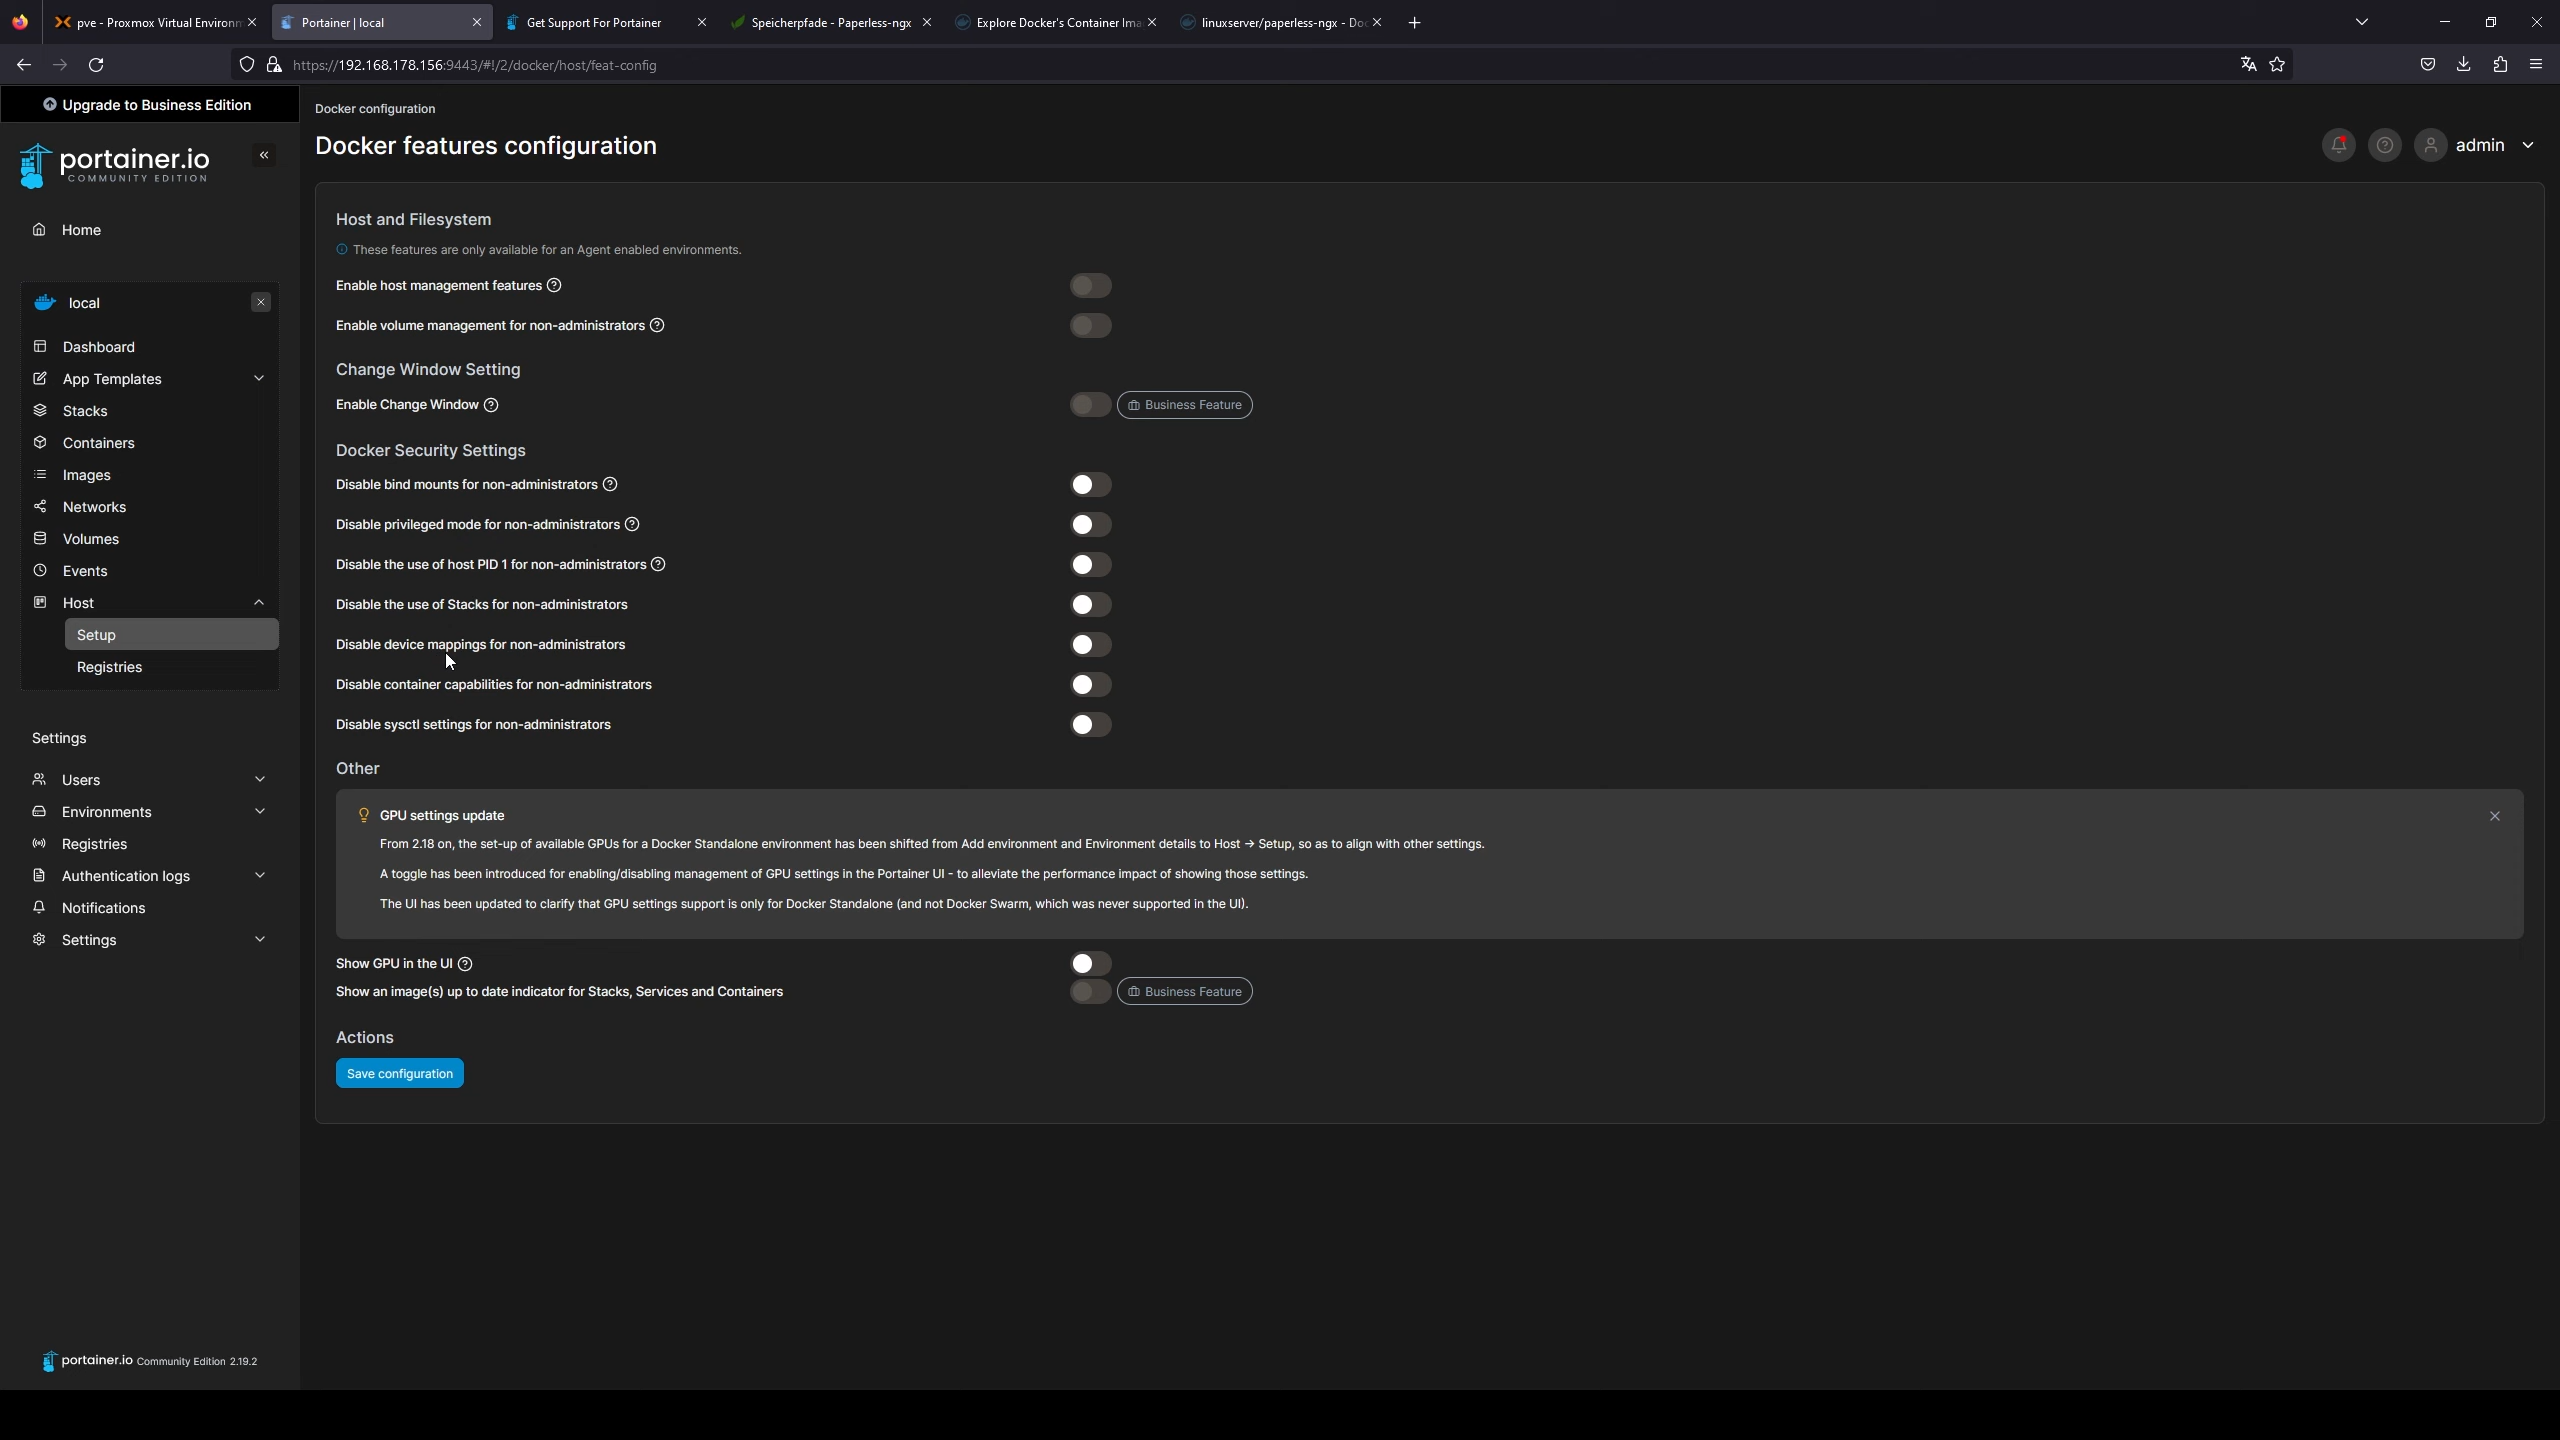 pve - Proxmox Virtual Environm
Portainer | local
Get Support For Portainer
Speicherpfade - Paperless-ngx
Explore Docker's Container Ima
linuxserver/paperless-ngx - Doc
https://192.168.178.156:9443/#!/2/docker/host/feat-config
Upgrade to Business Edition
portainer.io
COMMUNITY EDITION
Home
local
Dashboard
App Templates
Stacks
Containers
Images
Networks
Volumes
Events
Host
Setup
Registries
Settings
Users
Environments
Registries
Authentication logs
Notifications
Settings
portainer.io Community Edition 2.19.2
Docker configuration
Docker features configuration
admin
Host and Filesystem
These features are only available for an Agent enabled environments.
Enable host management features
Enable volume management for non-administrators
Change Window Setting
Enable Change Window
Business Feature
Docker Security Settings
Disable bind mounts for non-administrators
Disable privileged mode for non-administrators
Disable the use of host PID 1 for non-administrators
Disable the use of Stacks for non-administrators
Disable device mappings for non-administrators
Disable container capabilities for non-administrators
Disable sysctl settings for non-administrators
Other
GPU settings update
From 2.18 on, the set-up of available GPUs for a Docker Standalone environment has been shifted from Add environment and Environment details to Host → Setup, so as to align with other settings.
A toggle has been introduced for enabling/disabling management of GPU settings in the Portainer UI - to alleviate the performance impact of showing those settings.
The UI has been updated to clarify that GPU settings support is only for Docker Standalone (and not Docker Swarm, which was never supported in the UI).
Show GPU in the UI
Show an image(s) up to date indicator for Stacks, Services and Containers
Business Feature
Actions
Save configuration